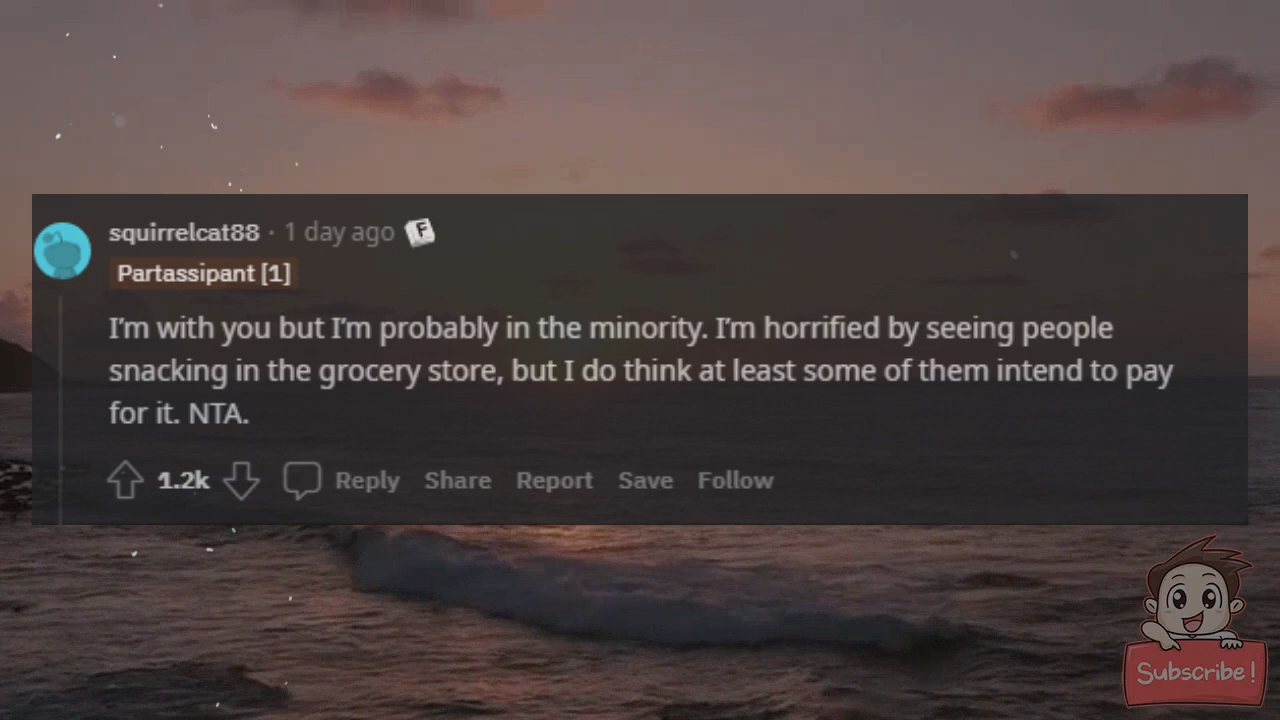 squirrelcat88 · 1 day ago F
Partassipant [1]
I'm with you but I'm probably in the minority. I'm horrified by seeing people
snacking in the grocery store, but I do think at least some of them intend to pay
for it. NTA.
1.2k Reply Share Report Save Follow
Subscribe!